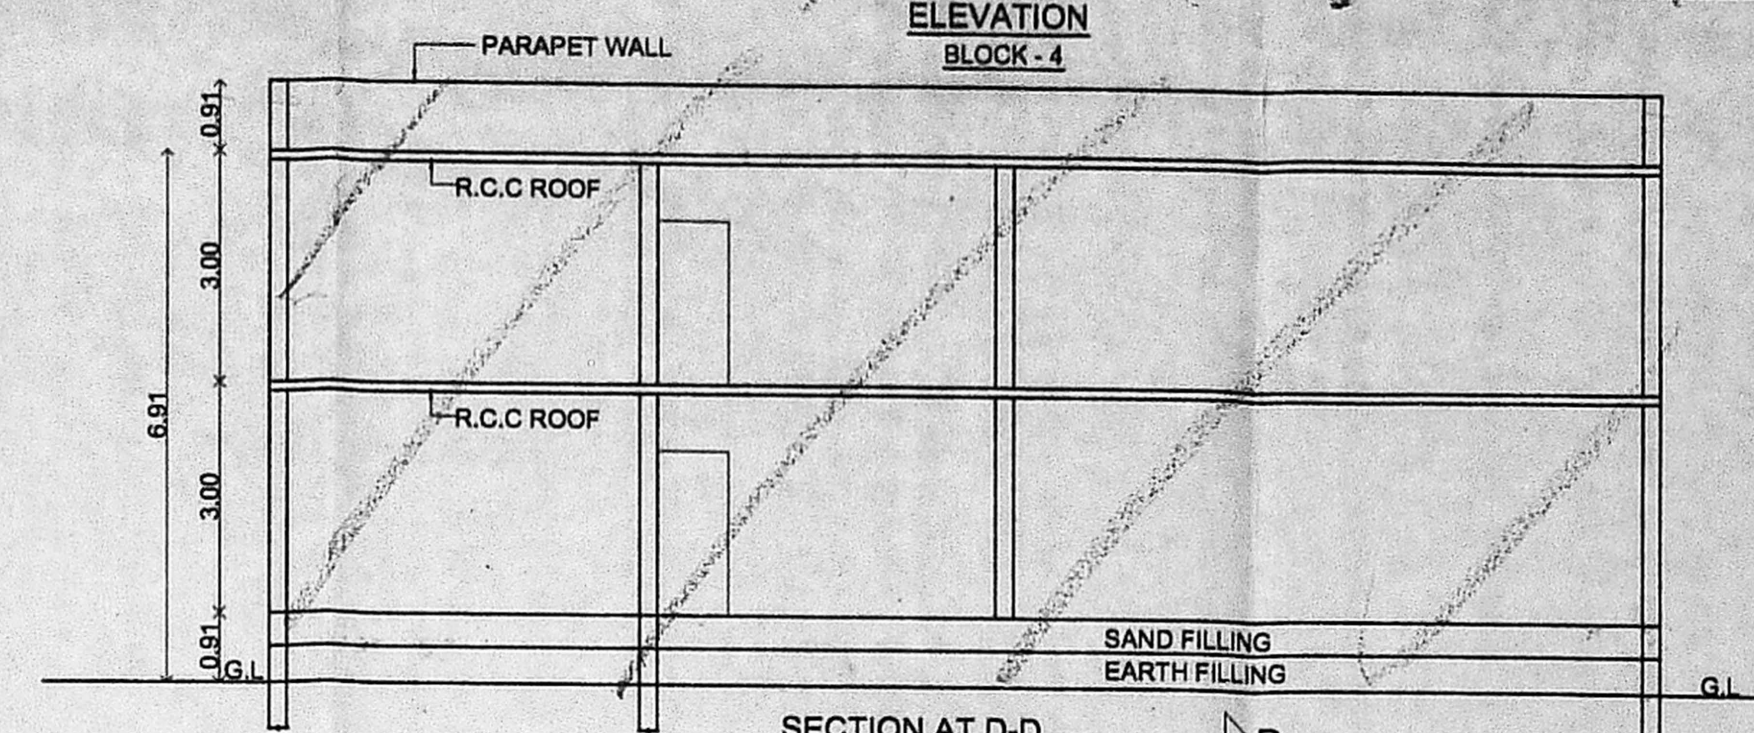 ELEVATION
BLOCK - 4
PARAPET WALL
0.91
R.C.C ROOF
3.00
6.91
R.C.C ROOF
3.00
0.91
SAND FILLING
G.L
EARTH FILLING
G.L
SECTION AT D-D
D